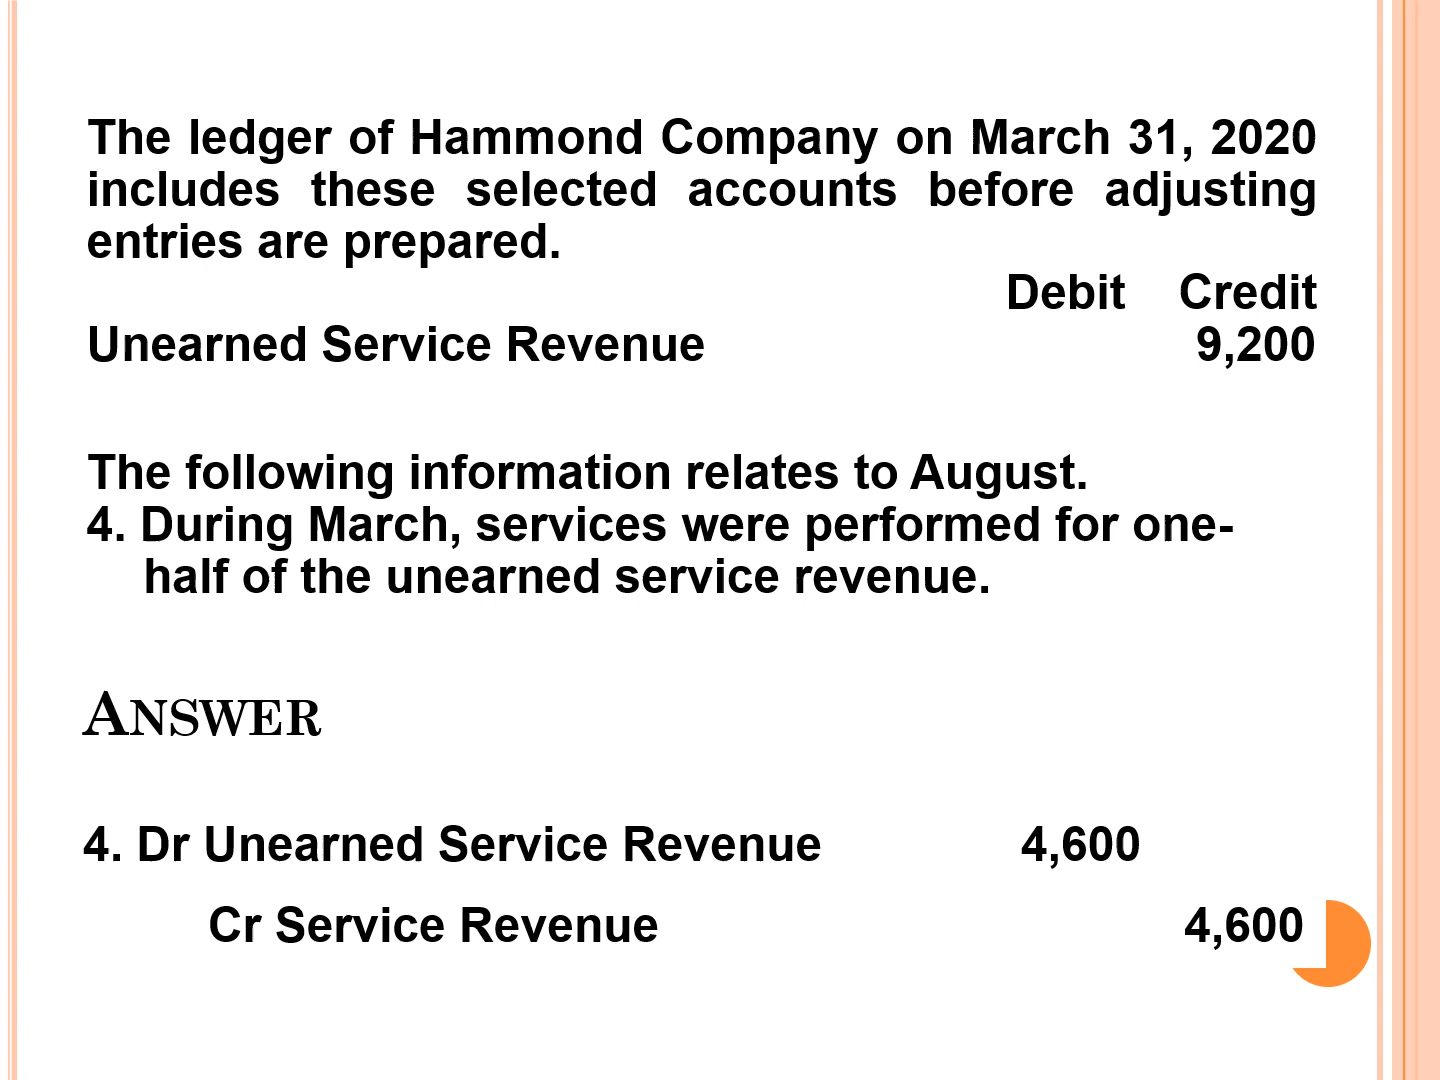 The ledger of Hammond Company on March 31, 2020
includes these selected accounts before adjusting
entries are prepared.
Debit Credit
Unearned Service Revenue 9,200
The following information relates to August.
4. During March, services were performed for one-
half of the unearned service revenue.
ANSWER
4. Dr Unearned Service Revenue 4,600
Cr Service Revenue 4,600